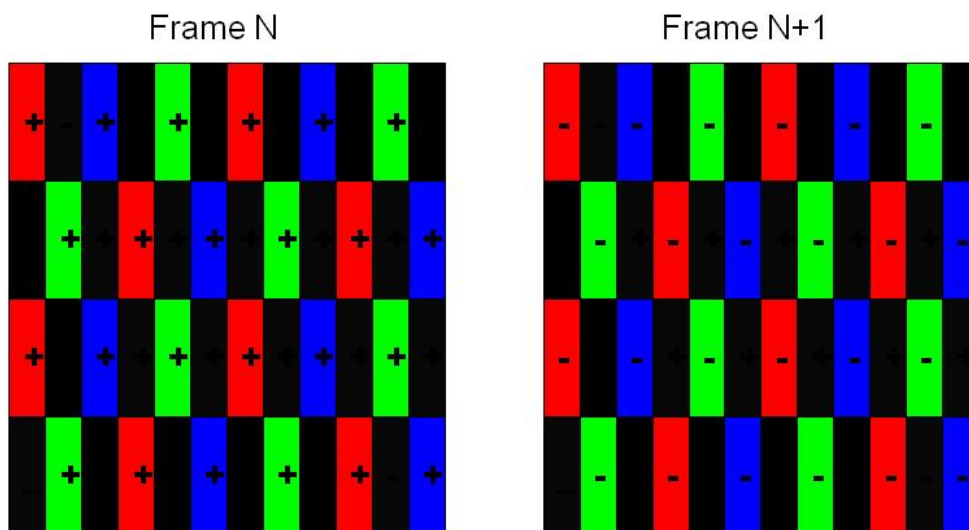 Frame N
Frame N+1
+ - + + + + +
- - - - - - -
+ + + + + + + + + + +
- + - + - + - + - + -
+ + + + + + + + + + +
- - + - + - + - + - +
- + + + + + - +
- - - - - - - -